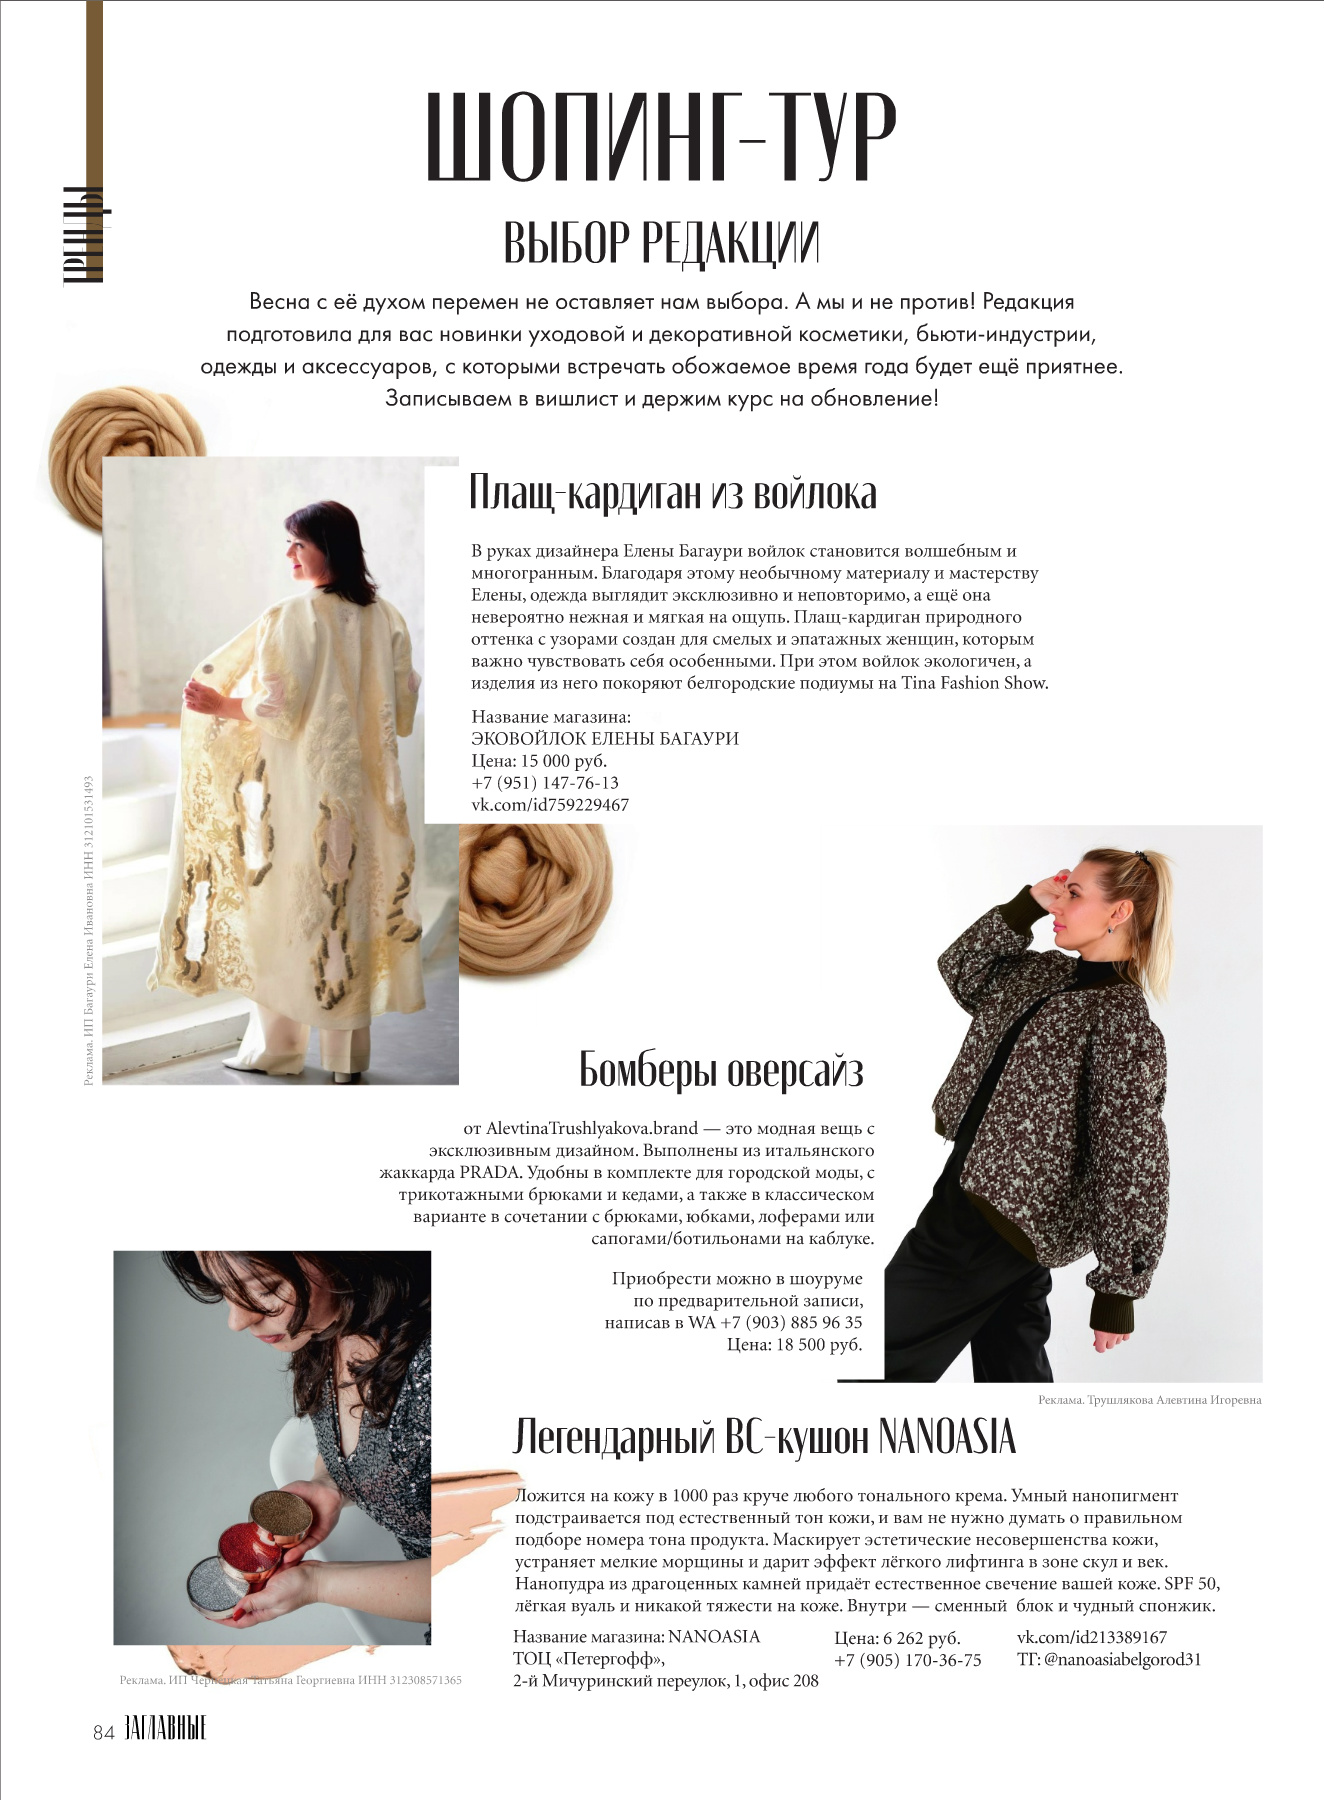 ТРЕНДЫ
ШОПИНГ-ТУР
ВЫБОР РЕДАКЦИИ
Весна с её духом перемен не оставляет нам выбора. А мы и не против! Редакция
подготовила для вас новинки уходовой и декоративной косметики, бьюти-индустрии,
одежды и аксессуаров, с которыми встречать обожаемое время года будет ещё приятнее.
Записываем в вишлист и держим курс на обновление!
Плащ-кардиган из войлока
В руках дизайнера Елены Багаури войлок становится волшебным и
многогранным. Благодаря этому необычному материалу и мастерству
Елены, одежда выглядит эксклюзивно и неповторимо, а ещё она
невероятно нежная и мягкая на ощупь. Плащ-кардиган природного
оттенка с узорами создан для смелых и эпатажных женщин, которым
важно чувствовать себя особенными. При этом войлок экологичен, а
изделия из него покоряют белгородские подиумы на Tina Fashion Show.
Название магазина:
ЭКОВОЙЛОК ЕЛЕНЫ БАГАУРИ
Цена: 15 000 руб.
+7 (951) 147-76-13
vk.com/id759229467
Реклама. ИП Багаури Елена Ивановна ИНН 312101531493
Бомберы оверсайз
от AlevtinaTrushlyakova.brand — это модная вещь с
эксклюзивным дизайном. Выполнены из итальянского
жаккарда PRADA. Удобны в комплекте для городской моды, с
трикотажными брюками и кедами, а также в классическом
варианте в сочетании с брюками, юбками, лоферами или
сапогами/ботильонами на каблуке.
Приобрести можно в шоуруме
по предварительной записи,
написав в WA +7 (903) 885 96 35
Цена: 18 500 руб.
Реклама. Трушлякова Алевтина Игоревна
Легендарный BC-кушон NANOASIA
Ложится на кожу в 1000 раз круче любого тонального крема. Умный нанопигмент
подстраивается под естественный тон кожи, и вам не нужно думать о правильном
подборе номера тона продукта. Маскирует эстетические несовершенства кожи,
устраняет мелкие морщины и дарит эффект лёгкого лифтинга в зоне скул и век.
Нанопудра из драгоценных камней придаёт естественное свечение вашей коже. SPF 50,
лёгкая вуаль и никакой тяжести на коже. Внутри — сменный блок и чудный спонжик.
Название магазина: NANOASIA
ТОЦ «Петергофф»,
2-й Мичуринский переулок, 1, офис 208
Цена: 6 262 руб.
+7 (905) 170-36-75
vk.com/id213389167
ТГ: @nanoasiabelgorod31
Реклама. ИП Чернецкая Татьяна Георгиевна ИНН 312308571365
84 ЗАГЛАВНЫЕ